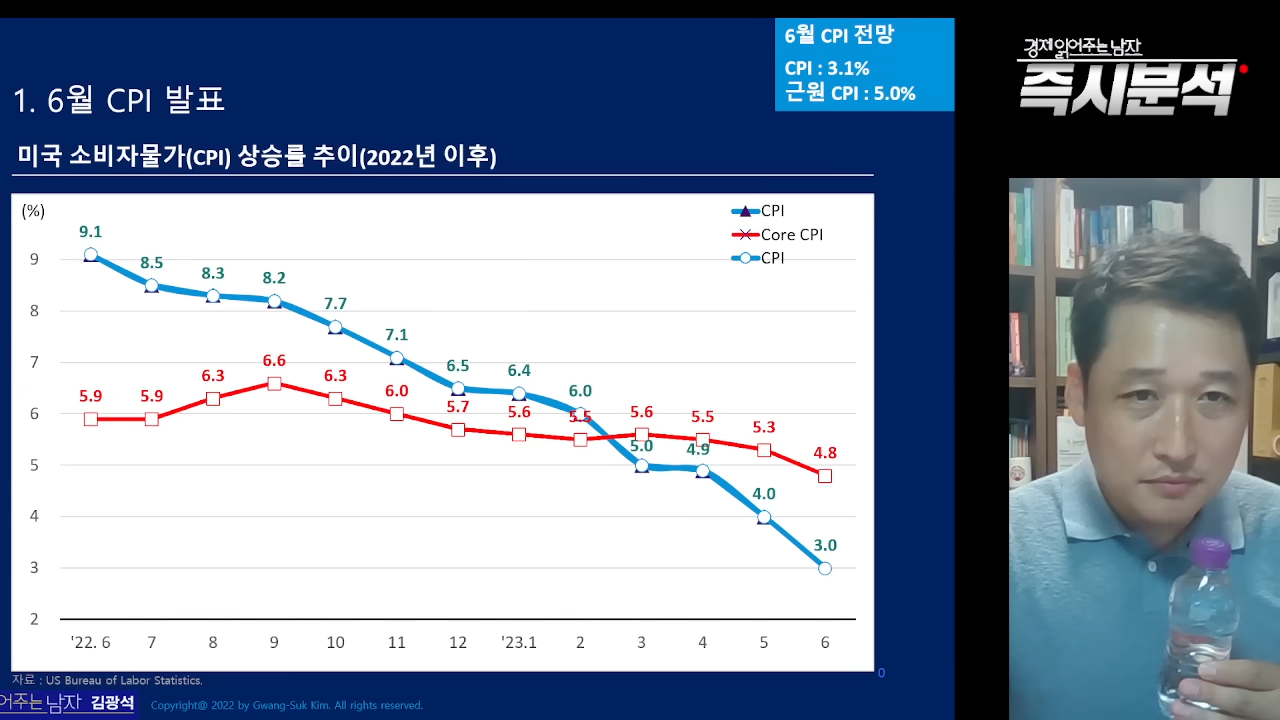 6월 CPI 전망
CPI : 3.1%
근원 CPI : 5.0%
경제 읽어주는 남자
즉시분석
1. 6월 CPI 발표
미국 소비자물가(CPI) 상승률 추이(2022년 이후)
(%)
CPI
Core CPI
CPI
9.1 8.5 8.3 8.2 7.7 7.1 6.5 6.4 6.0 5.0 4.9 4.0 3.0
5.9 5.9 6.3 6.6 6.3 6.0 5.7 5.6 5.5 5.6 5.5 5.3 4.8
9
8
7
6
5
4
3
2
'22. 6 7 8 9 10 11 12 '23.1 2 3 4 5 6
자료 : US Bureau of Labor Statistics.
0
어주는 남자 김광석
Copyright@ 2022 by Gwang-Suk Kim. All rights reserved.